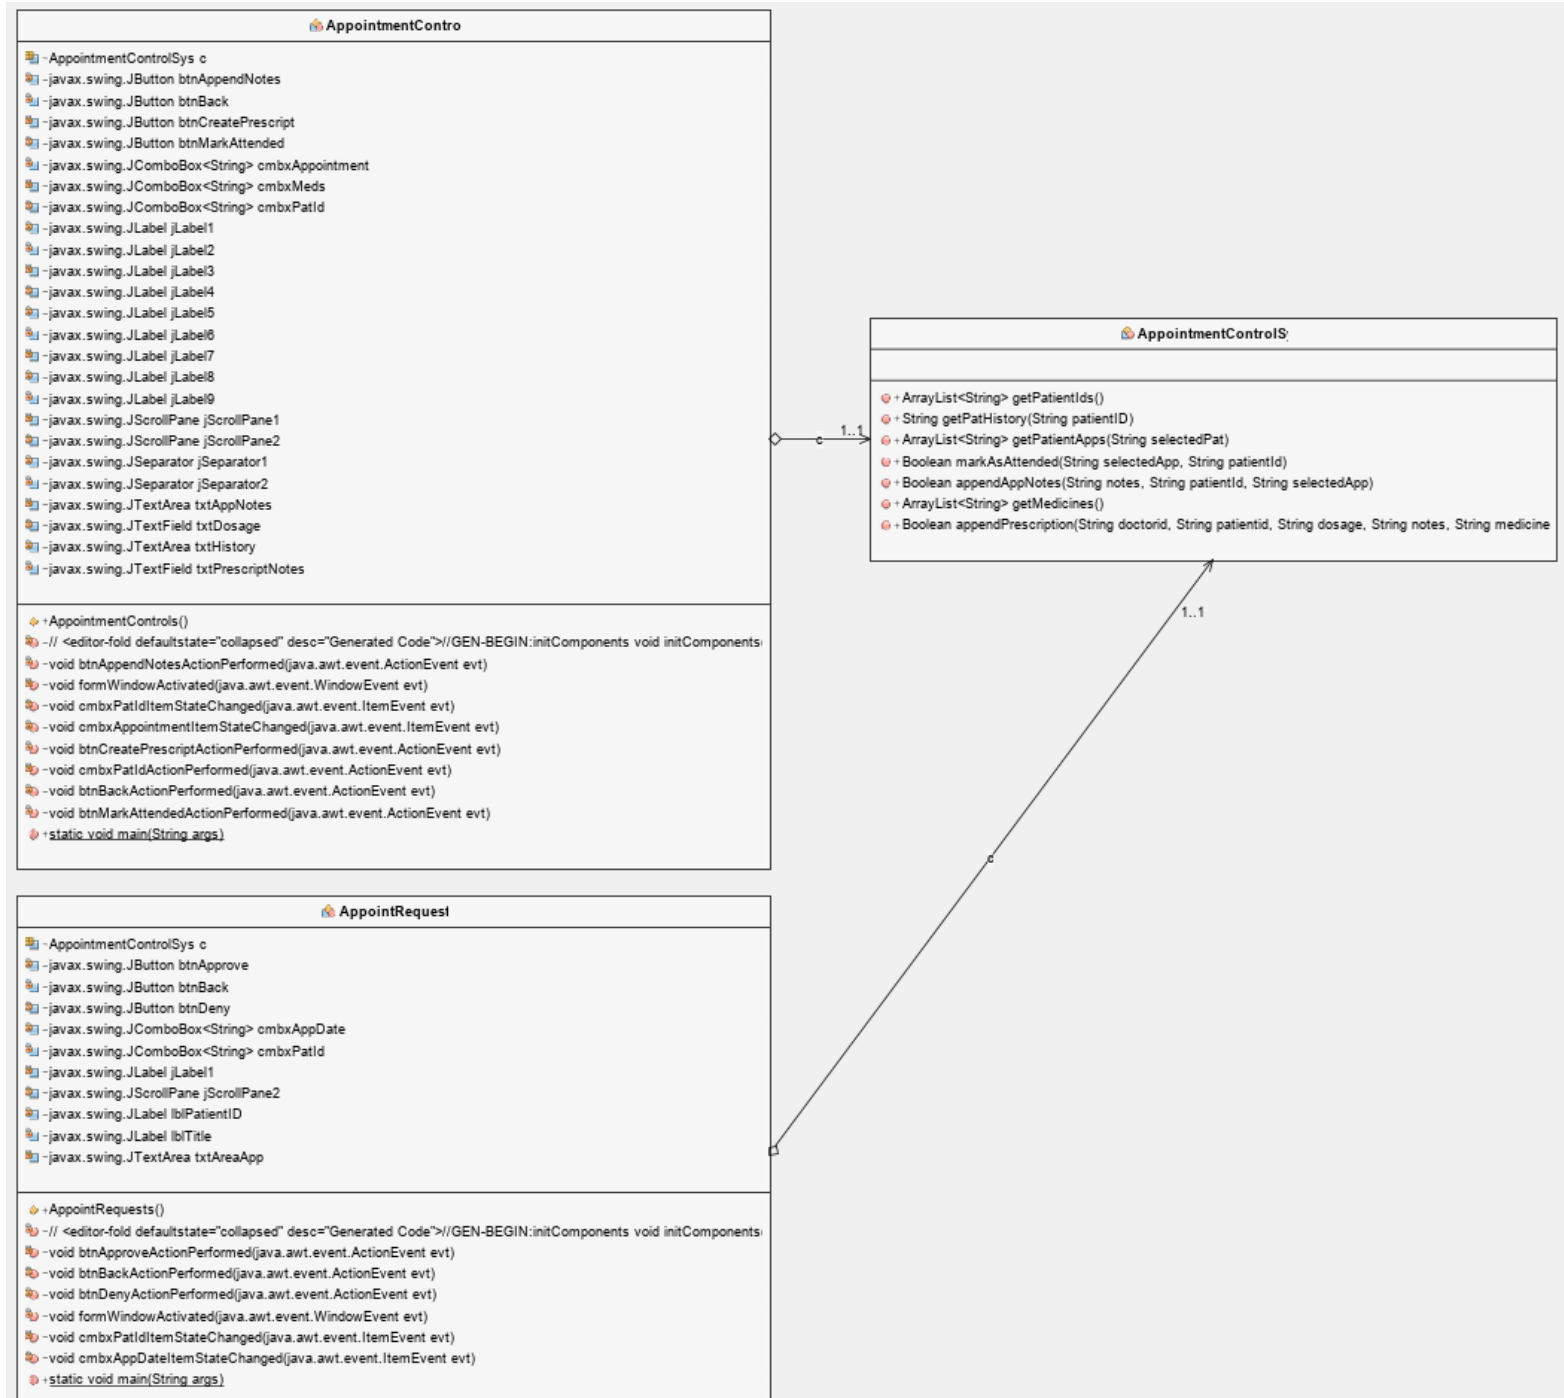 AppointmentContro
-AppointmentControlSys c
-javax.swing.JButton btnAppendNotes
-javax.swing.JButton btnBack
-javax.swing.JButton btnCreatePrescript
-javax.swing.JButton btnMarkAttended
-javax.swing.JComboBox<String> cmbxAppointment
-javax.swing.JComboBox<String> cmbxMeds
-javax.swing.JComboBox<String> cmbxPatId
-javax.swing.JLabel jLabel1
-javax.swing.JLabel jLabel2
-javax.swing.JLabel jLabel3
-javax.swing.JLabel jLabel4
-javax.swing.JLabel jLabel5
-javax.swing.JLabel jLabel6
-javax.swing.JLabel jLabel7
-javax.swing.JLabel jLabel8
-javax.swing.JLabel jLabel9
-javax.swing.JScrollPane jScrollPane1
-javax.swing.JScrollPane jScrollPane2
-javax.swing.JSeparator jSeparator1
-javax.swing.JSeparator jSeparator2
-javax.swing.JTextArea txtAppNotes
-javax.swing.JTextField txtDosage
-javax.swing.JTextArea txtHistory
-javax.swing.JTextField txtPrescriptNotes
+AppointmentControls()
-// <editor-fold defaultstate="collapsed" desc="Generated Code">//GEN-BEGIN:initComponents void initComponents(
-void btnAppendNotesActionPerformed(java.awt.event.ActionEvent evt)
-void formWindowActivated(java.awt.event.WindowEvent evt)
-void cmbxPatIdItemStateChanged(java.awt.event.ItemEvent evt)
-void cmbxAppointmentItemStateChanged(java.awt.event.ItemEvent evt)
-void btnCreatePrescriptActionPerformed(java.awt.event.ActionEvent evt)
-void cmbxPatIdActionPerformed(java.awt.event.ActionEvent evt)
-void btnBackActionPerformed(java.awt.event.ActionEvent evt)
-void btnMarkAttendedActionPerformed(java.awt.event.ActionEvent evt)
+static void main(String args)
c
1..1
AppointmentControlS
+ArrayList<String> getPatientIds()
+String getPatHistory(String patientID)
+ArrayList<String> getPatientApps(String selectedPat)
+Boolean markAsAttended(String selectedApp, String patientId)
+Boolean appendAppNotes(String notes, String patientId, String selectedApp)
+ArrayList<String> getMedicines()
+Boolean appendPrescription(String doctorid, String patientid, String dosage, String notes, String medicine
1..1
c
AppointRequest
-AppointmentControlSys c
-javax.swing.JButton btnApprove
-javax.swing.JButton btnBack
-javax.swing.JButton btnDeny
-javax.swing.JComboBox<String> cmbxAppDate
-javax.swing.JComboBox<String> cmbxPatId
-javax.swing.JLabel jLabel1
-javax.swing.JScrollPane jScrollPane2
-javax.swing.JLabel lblPatientID
-javax.swing.JLabel lblTitle
-javax.swing.JTextArea txtAreaApp
+AppointRequests()
-// <editor-fold defaultstate="collapsed" desc="Generated Code">//GEN-BEGIN:initComponents void initComponents(
-void btnApproveActionPerformed(java.awt.event.ActionEvent evt)
-void btnBackActionPerformed(java.awt.event.ActionEvent evt)
-void btnDenyActionPerformed(java.awt.event.ActionEvent evt)
-void formWindowActivated(java.awt.event.WindowEvent evt)
-void cmbxPatIdItemStateChanged(java.awt.event.ItemEvent evt)
-void cmbxAppDateItemStateChanged(java.awt.event.ItemEvent evt)
+static void main(String args)